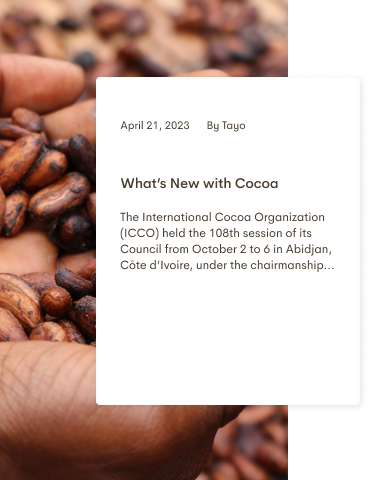 April 21, 2023 By Tayo
What's New with Cocoa
The International Cocoa Organization
(ICCO) held the 108th session of its
Council from October 2 to 6 in Abidjan,
Côte d'Ivoire, under the chairmanship...